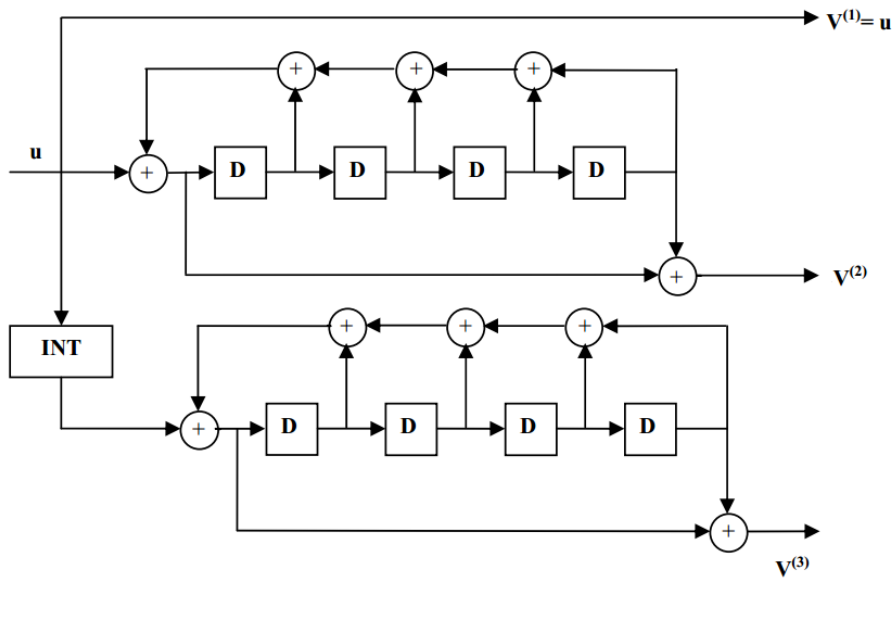 V(1)= u
+ + +
u
+ D D D D
+ V(2)
+ + +
INT
+ D D D D
+
V(3)